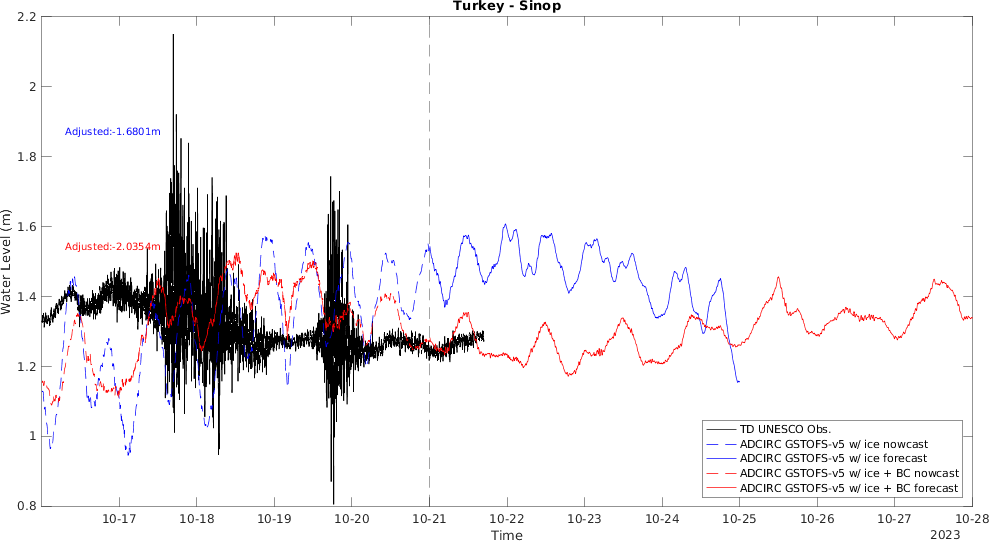 Turkey - Sinop
2.2
2
1.8
1.6
1.4
1.2
1
0.8
Water Level (m)
Adjusted:-1.6801m
Adjusted:-2.0354m
TD UNESCO Obs.
ADCIRC GSTOFS-v5 w/ ice nowcast
ADCIRC GSTOFS-v5 w/ ice forecast
ADCIRC GSTOFS-v5 w/ ice + BC nowcast
ADCIRC GSTOFS-v5 w/ ice + BC forecast
10-17 10-18 10-19 10-20 10-21 10-22 10-23 10-24 10-25 10-26 10-27 10-28
Time
2023